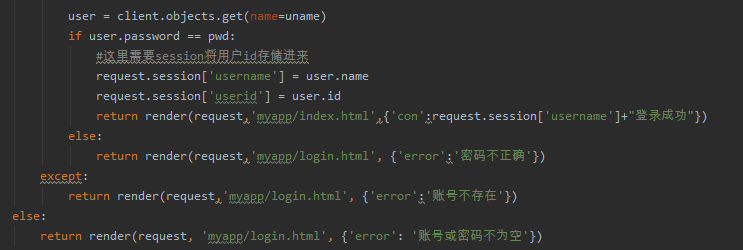 user = client.objects.get(name=uname)
if user.password == pwd:
#这里需要session将用户id存储进来
request.session['username'] = user.name
request.session['userid'] = user.id
return render(request,'myapp/index.html',{'con':request.session['username']+"登录成功"})
else:
return render(request,'myapp/login.html', {'error':'密码不正确'})
except:
return render(request,'myapp/login.html', {'error':'账号不存在'})
else:
return render(request, 'myapp/login.html', {'error': '账号或密码不为空'})